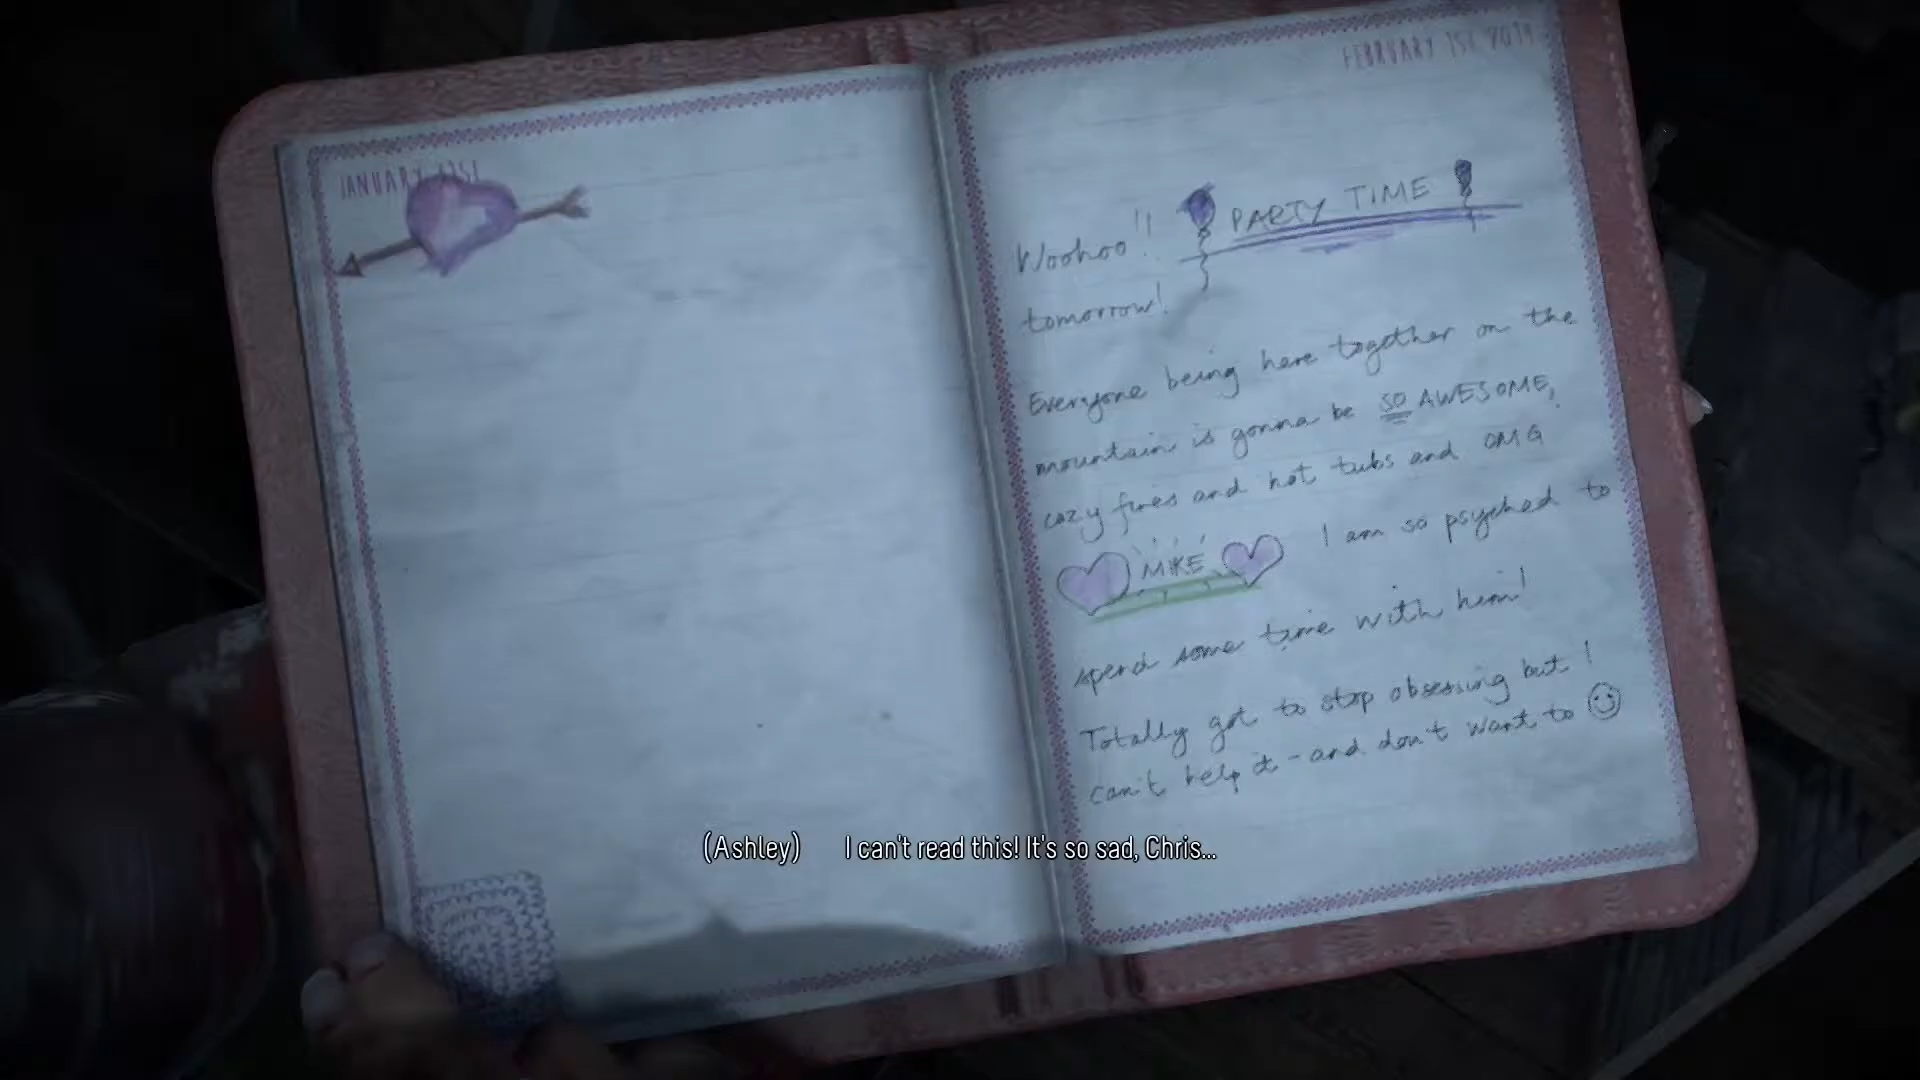 JANUARY 31st
FEBRUARY 1st 2014
Woohoo!! PARTY TIME
tomorrow!
Everyone being here together on the
mountain is gonna be SO AWESOME,
cozy fires and hot tubs and OMG
MIKE I am so psyched to
spend some time with him!
Totally got to stop obsessing but I
can't help it - and don't want to ☺
(Ashley) I can't read this! It's so sad, Chris...